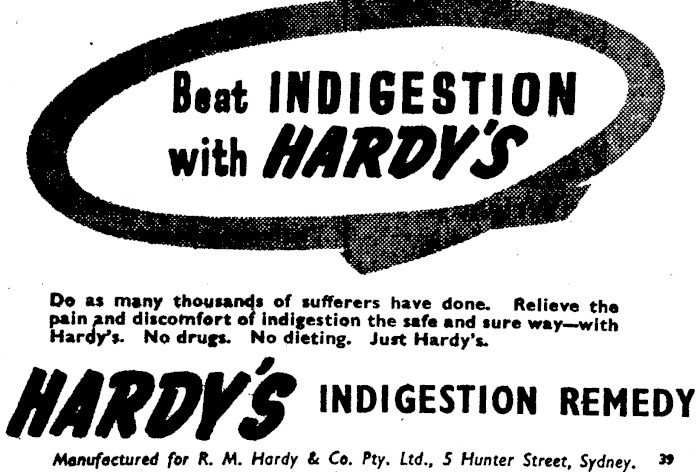 Beat INDIGESTION
with HARDY'S
Do as many thousands of sufferers have done. Relieve the
pain and discomfort of indigestion the safe and sure way—with
Hardy's. No drugs. No dieting. Just Hardy's.
HARDY'S INDIGESTION REMEDY
Manufactured for R. M. Hardy & Co. Pty. Ltd., 5 Hunter Street, Sydney. 39